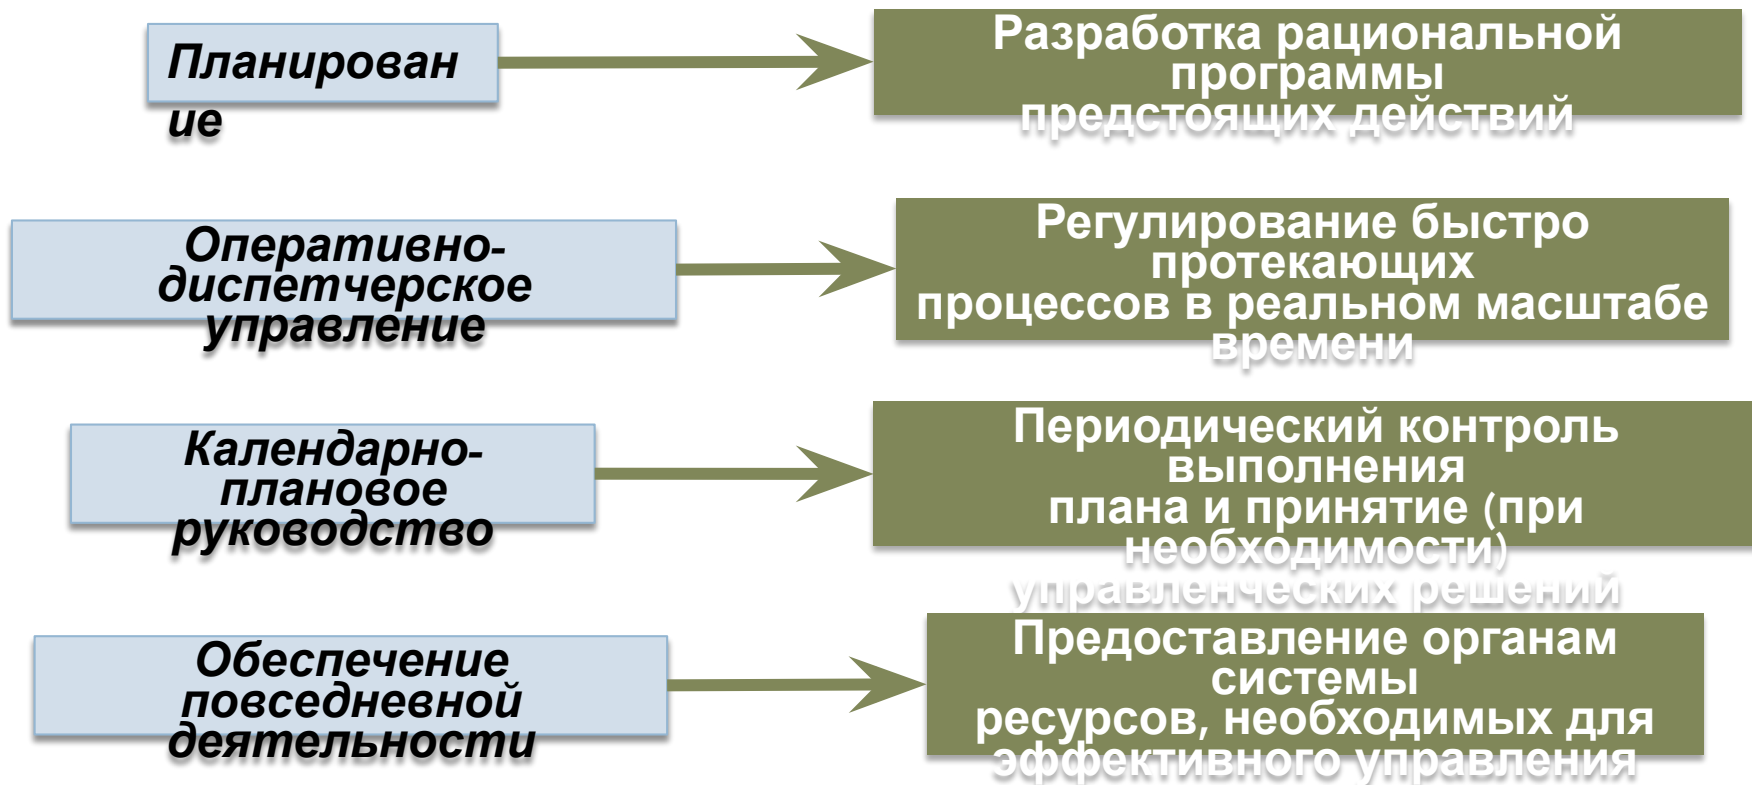 Планирован
ие
Разработка рациональной
программы
предстоящих действий
Оперативно-
диспетчерское
управление
Регулирование быстро
протекающих
процессов в реальном масштабе
времени
Календарно-
плановое
руководство
Периодический контроль
выполнения
плана и принятие (при
необходимости)
управленческих решений
Обеспечение
повседневной
деятельности
Предоставление органам
системы
ресурсов, необходимых для
эффективного управления